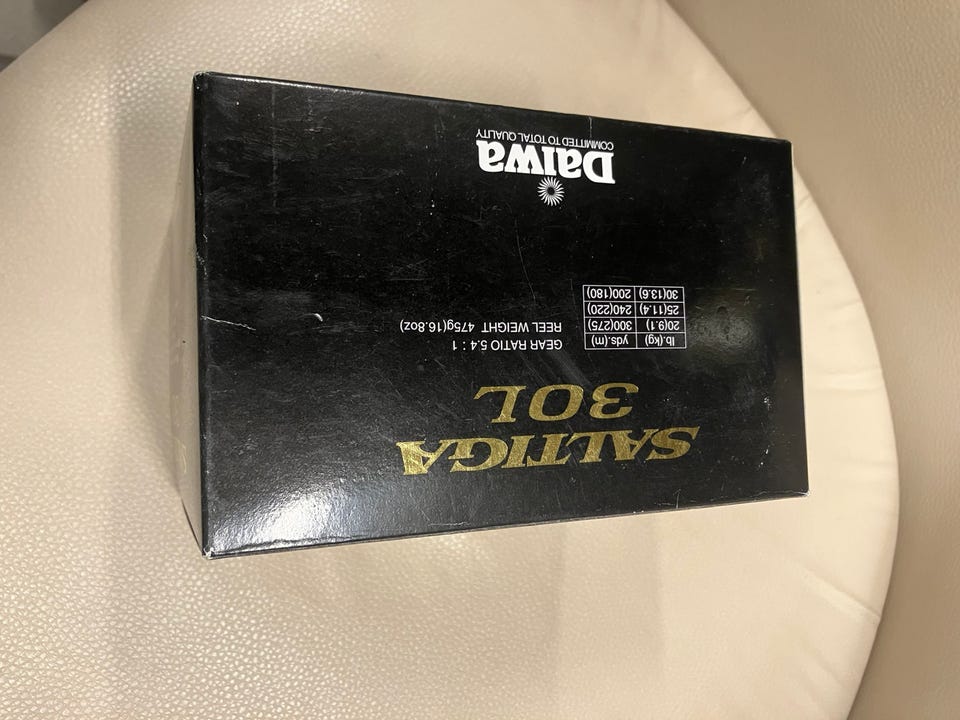 SALTIGA
30L
lb.(kg) yds.(m)
20(9.1) 300(275)
25(11.4) 240(220)
30(13.6) 200(180)
GEAR RATIO 5.4 : 1
REEL WEIGHT 475g(16.8oz)
Daiwa
COMMITTED TO TOTAL QUALITY